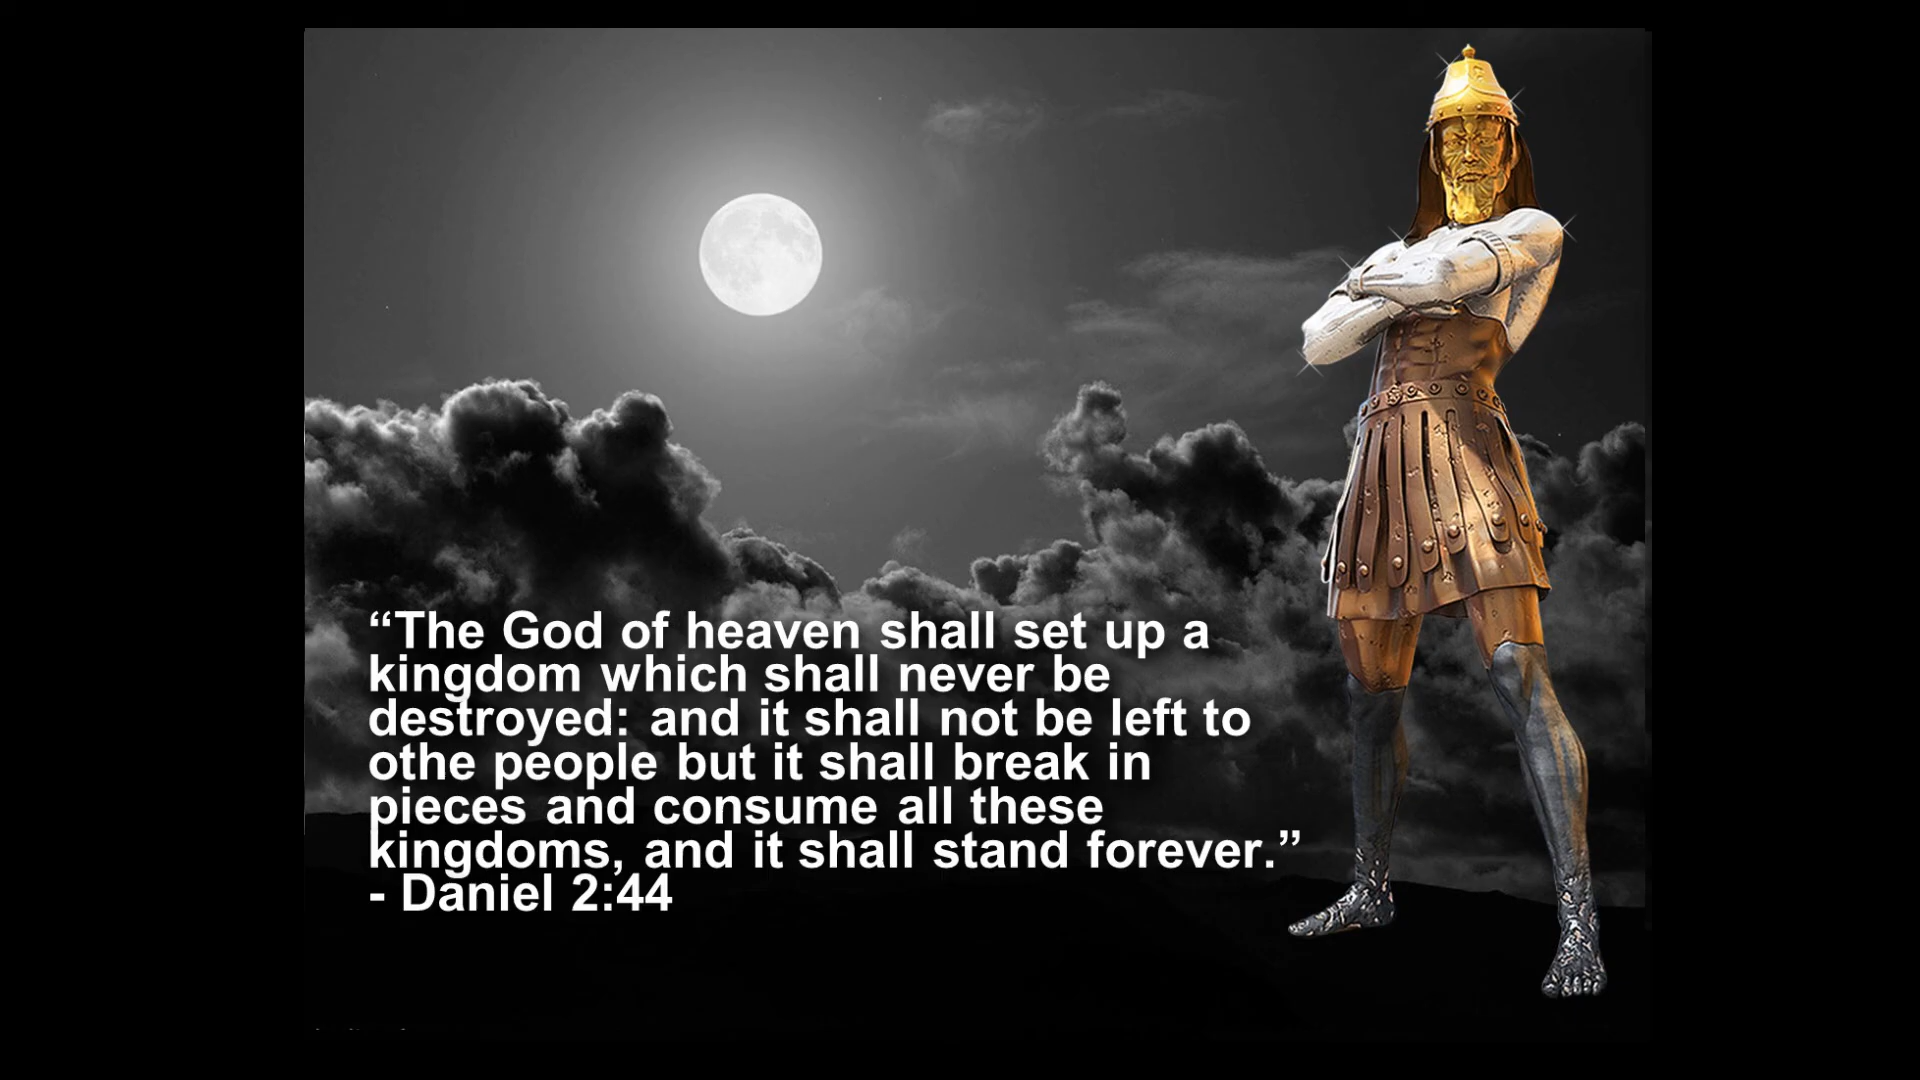 “The God of heaven shall set up a
kingdom which shall never be
destroyed: and it shall not be left to
othe people but it shall break in
pieces and consume all these
kingdoms, and it shall stand forever.”
- Daniel 2:44